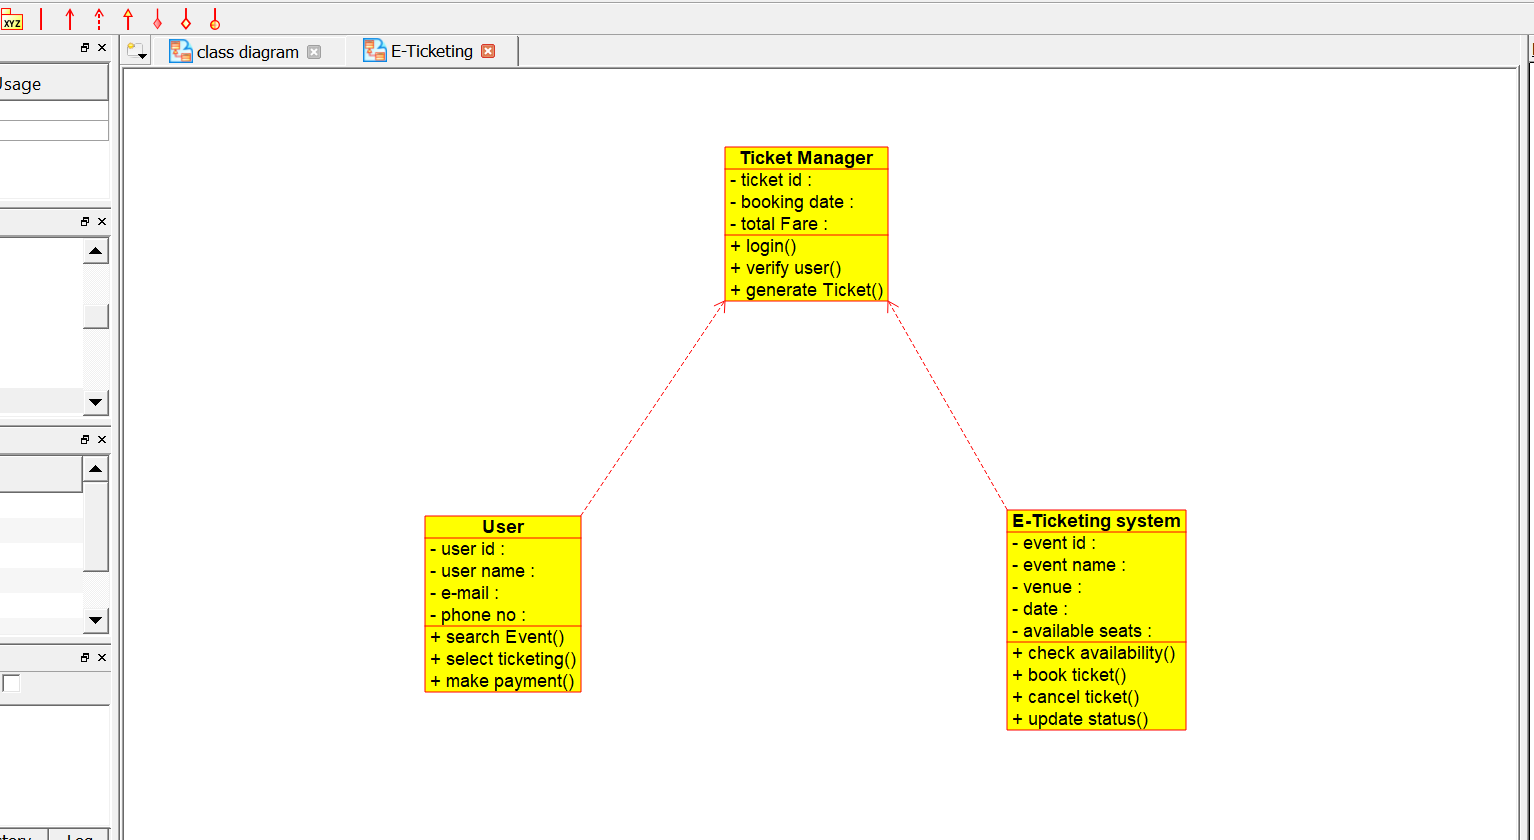 XYZ
class diagram
E-Ticketing
Usage
Ticket Manager
- ticket id :
- booking date :
- total Fare :
+ login()
+ verify user()
+ generate Ticket()
User
- user id :
- user name :
- e-mail :
- phone no :
+ search Event()
+ select ticketing()
+ make payment()
E-Ticketing system
- event id :
- event name :
- venue :
- date :
- available seats :
+ check availability()
+ book ticket()
+ cancel ticket()
+ update status()
Log